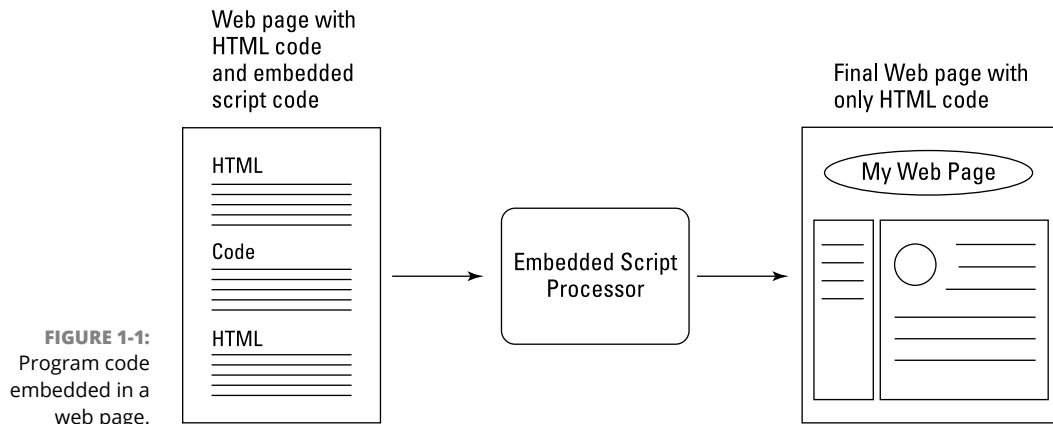 Web page with
HTML code
and embedded
script code
HTML
Code
HTML
Embedded Script
Processor
Final Web page with
only HTML code
My Web Page
FIGURE 1-1:
Program code
embedded in a
web page.